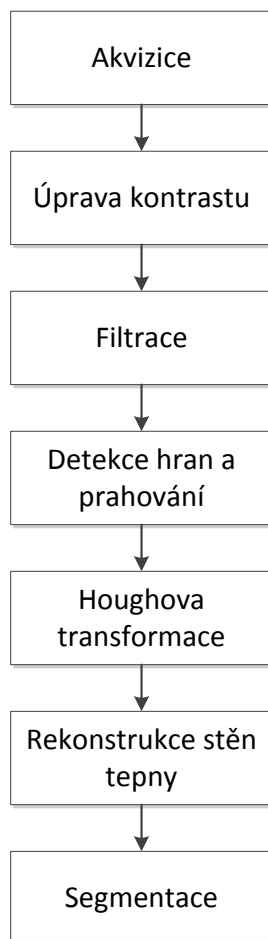 Akvizice
Úprava kontrastu
Filtrace
Detekce hran a
prahování
Houghova
transformace
Rekonstrukce stěn
tepny
Segmentace